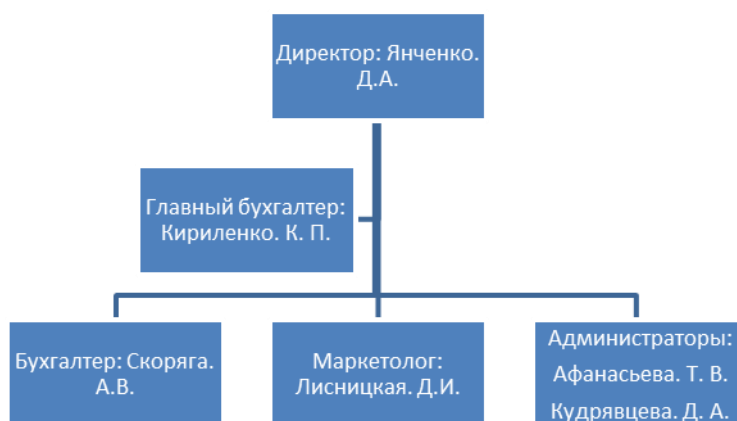 Директор: Янченко.
Д.А.
Главный бухгалтер:
Кириленко. К. П.
Бухгалтер: Скоряга.
А.В.
Маркетолог:
Лисницкая. Д.И.
Администраторы:
Афанасьева. Т. В.
Кудрявцева. Д. А.